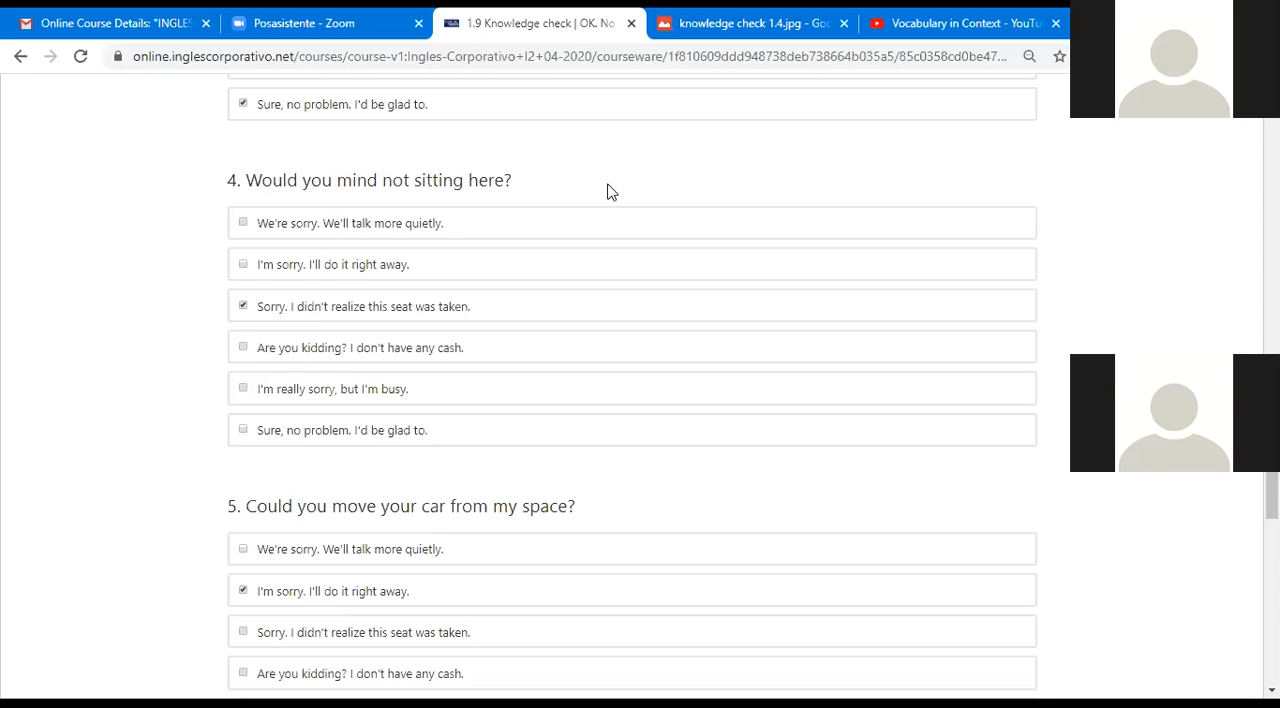 Online Course Details: "INGLES
Posasistente - Zoom
1.9 Knowledge check | OK. No
knowledge check 1.4.jpg - Goo
Vocabulary in Context - YouTu
online.inglescorporativo.net/courses/course-v1:Ingles-Corporativo+I2+04-2020/courseware/1f810609ddd948738deb738664b035a5/85c0358cd0be47...
Sure, no problem. I'd be glad to.
4. Would you mind not sitting here?
We're sorry. We'll talk more quietly.
I'm sorry. I'll do it right away.
Sorry. I didn't realize this seat was taken.
Are you kidding? I don't have any cash.
I'm really sorry, but I'm busy.
Sure, no problem. I'd be glad to.
5. Could you move your car from my space?
We're sorry. We'll talk more quietly.
I'm sorry. I'll do it right away.
Sorry. I didn't realize this seat was taken.
Are you kidding? I don't have any cash.